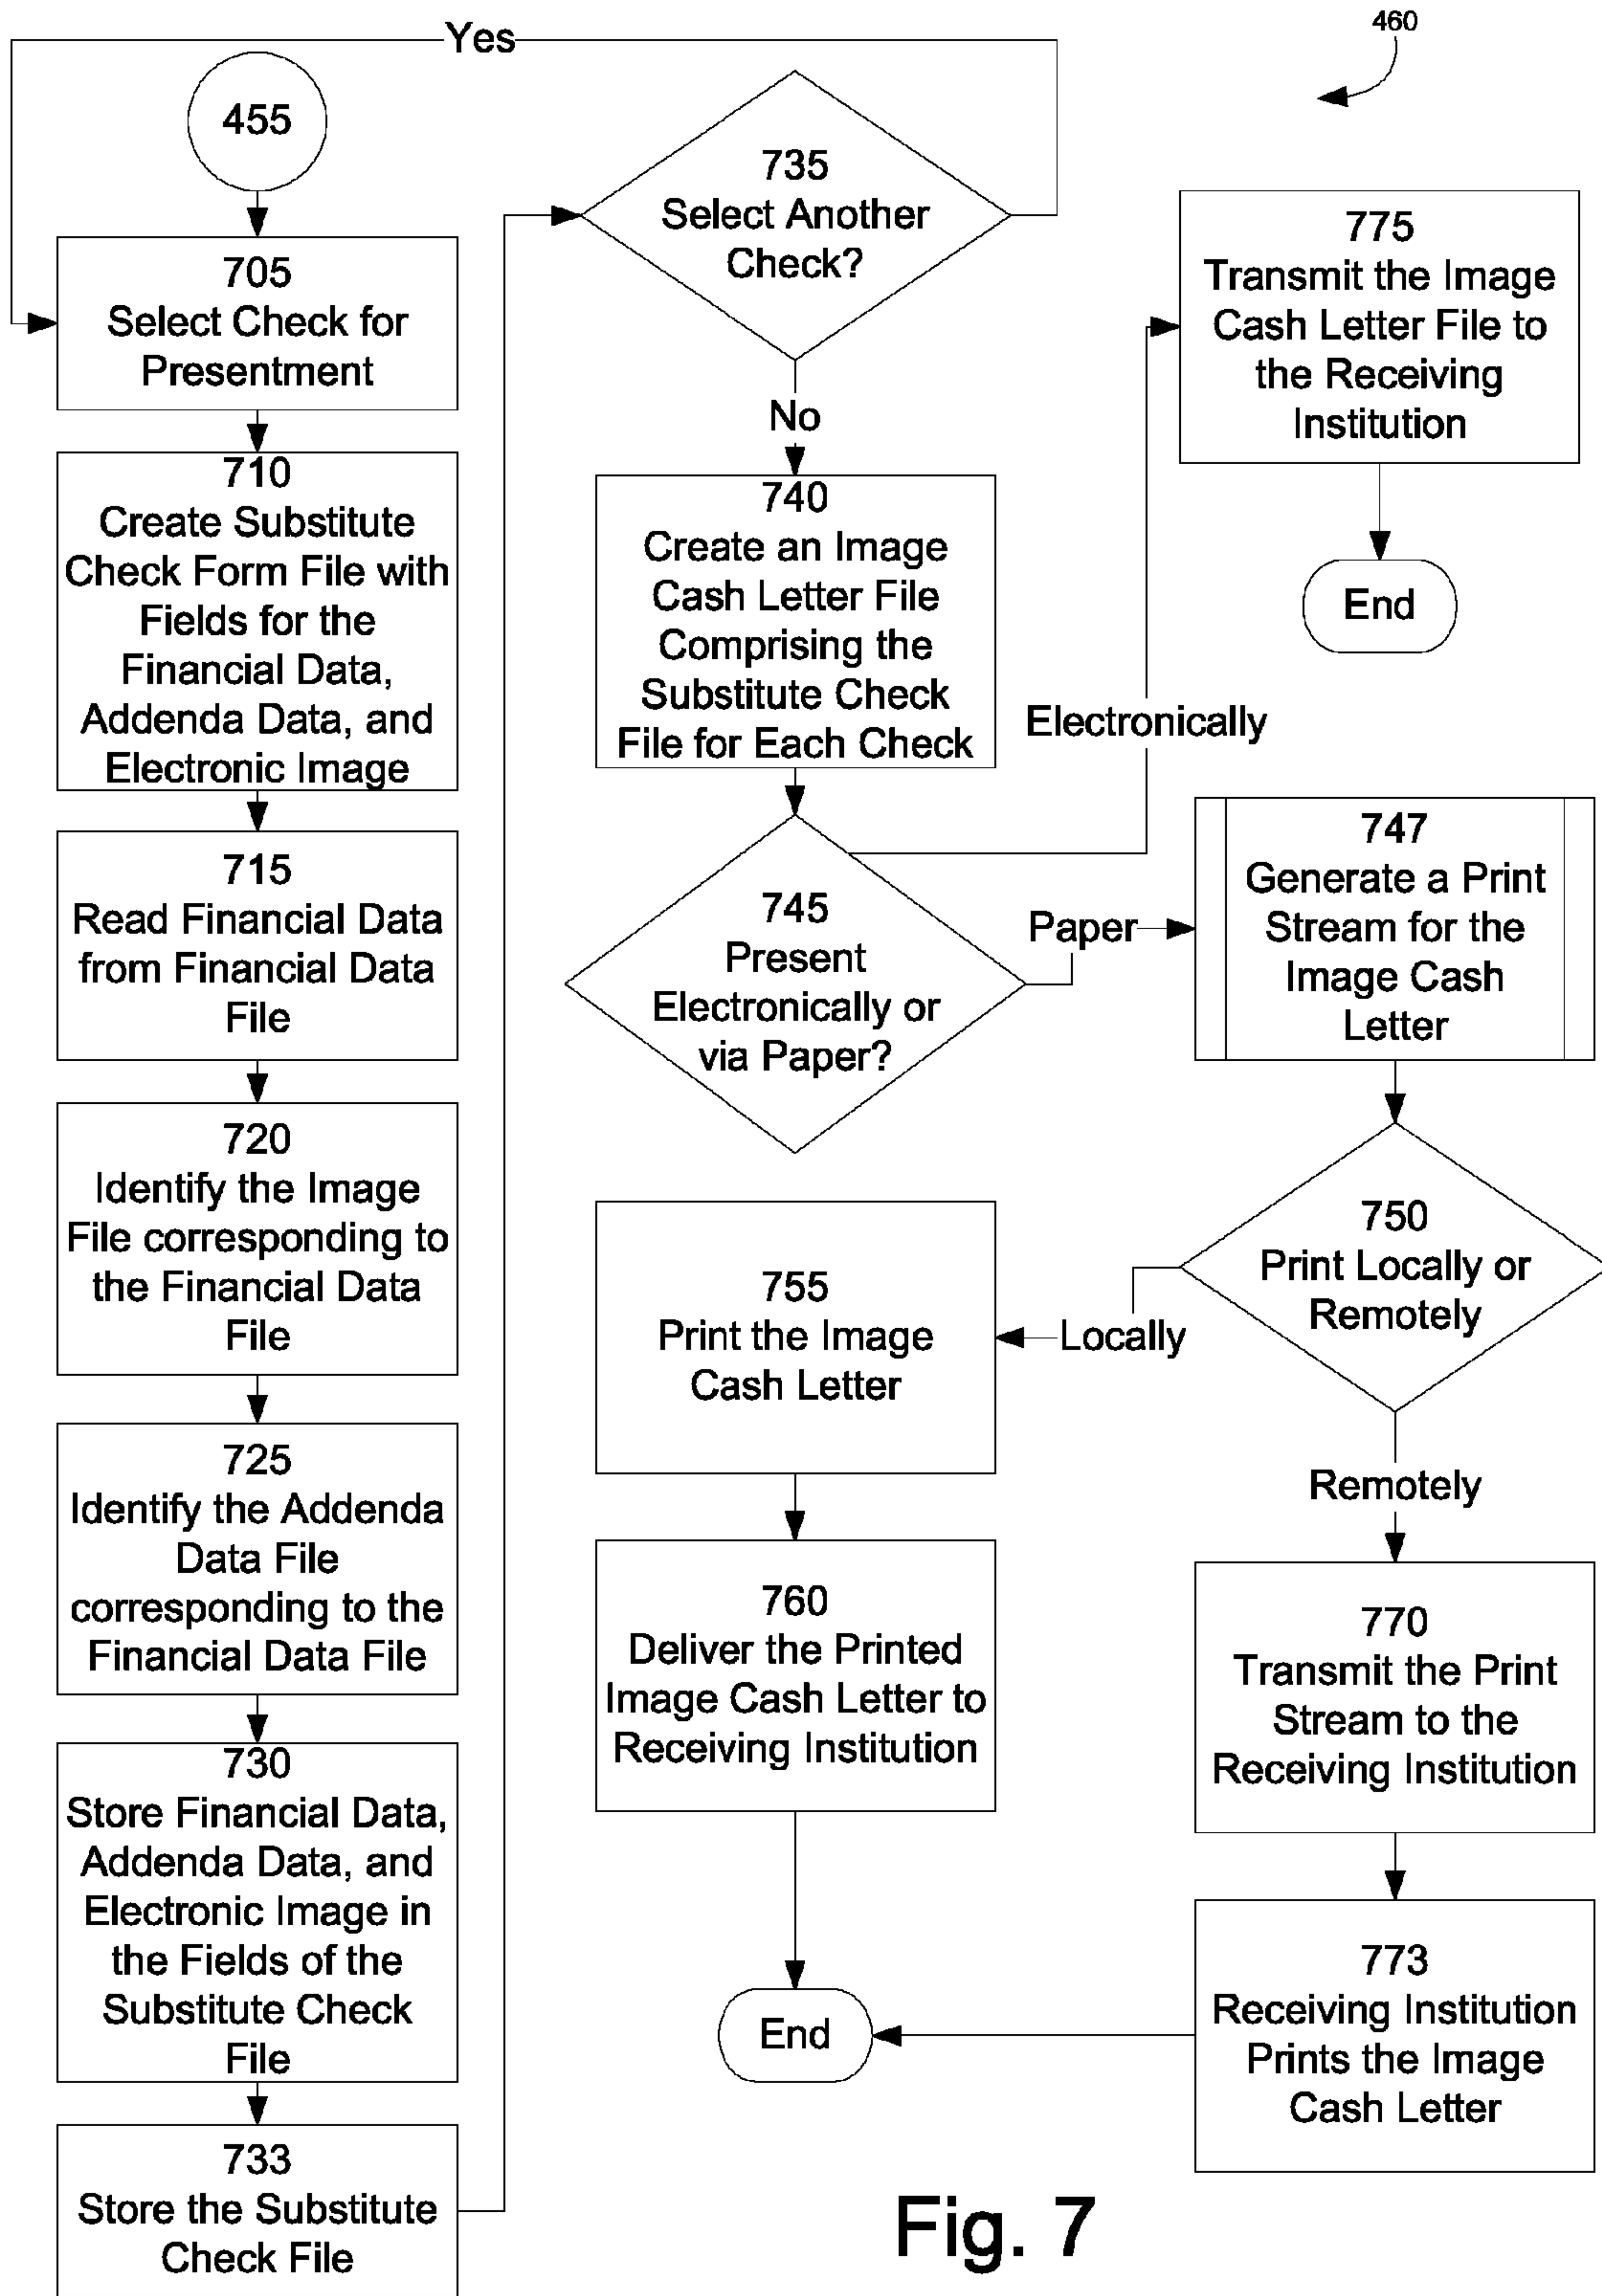 460
Yes
455
705
Select Check for
Presentment
710
Create Substitute
Check Form File with
Fields for the
Financial Data,
Addenda Data, and
Electronic Image
715
Read Financial Data
from Financial Data
File
720
Identify the Image
File corresponding to
the Financial Data
File
725
Identify the Addenda
Data File
corresponding to the
Financial Data File
730
Store Financial Data,
Addenda Data, and
Electronic Image in
the Fields of the
Substitute Check
File
733
Store the Substitute
Check File
735
Select Another
Check?
No
740
Create an Image
Cash Letter File
Comprising the
Substitute Check
File for Each Check
745
Present
Electronically or
via Paper?
Electronically
775
Transmit the Image
Cash Letter File to
the Receiving
Institution
End
Paper
747
Generate a Print
Stream for the
Image Cash
Letter
750
Print Locally or
Remotely
Locally
755
Print the Image
Cash Letter
760
Deliver the Printed
Image Cash Letter to
Receiving Institution
Remotely
770
Transmit the Print
Stream to the
Receiving Institution
773
Receiving Institution
Prints the Image
Cash Letter
End
Fig. 7